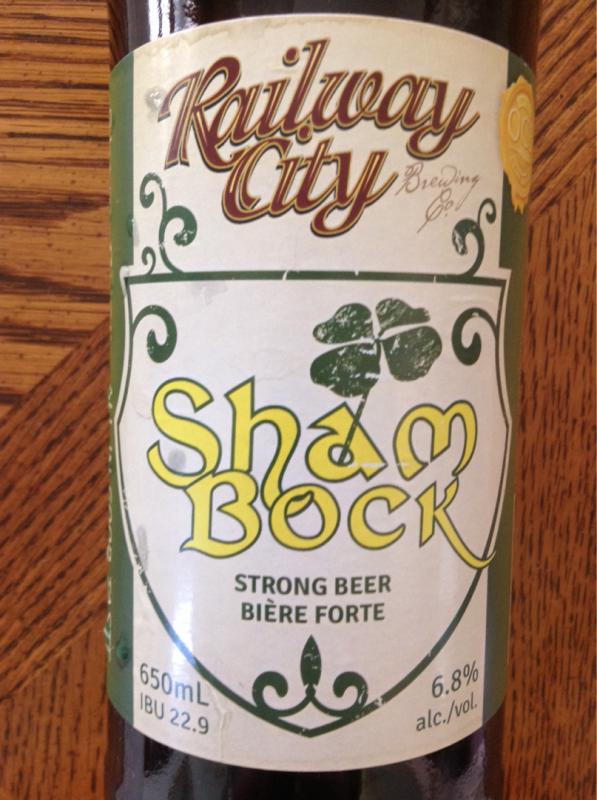 Railway
City
Brewing
Co.
Sham
BOCK
STRONG BEER
BIÈRE FORTE
650mL
IBU 22.9
6.8%
alc./vol.